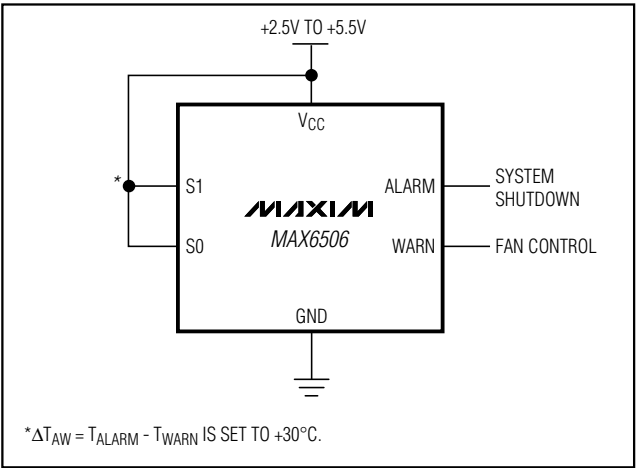 +2.5V TO +5.5V
VCC
* S1
ALARM
SYSTEM
SHUTDOWN
MAXIM
MAX6506
S0
WARN
FAN CONTROL
GND
*ΔTAW = TALARM - TWARN IS SET TO +30°C.